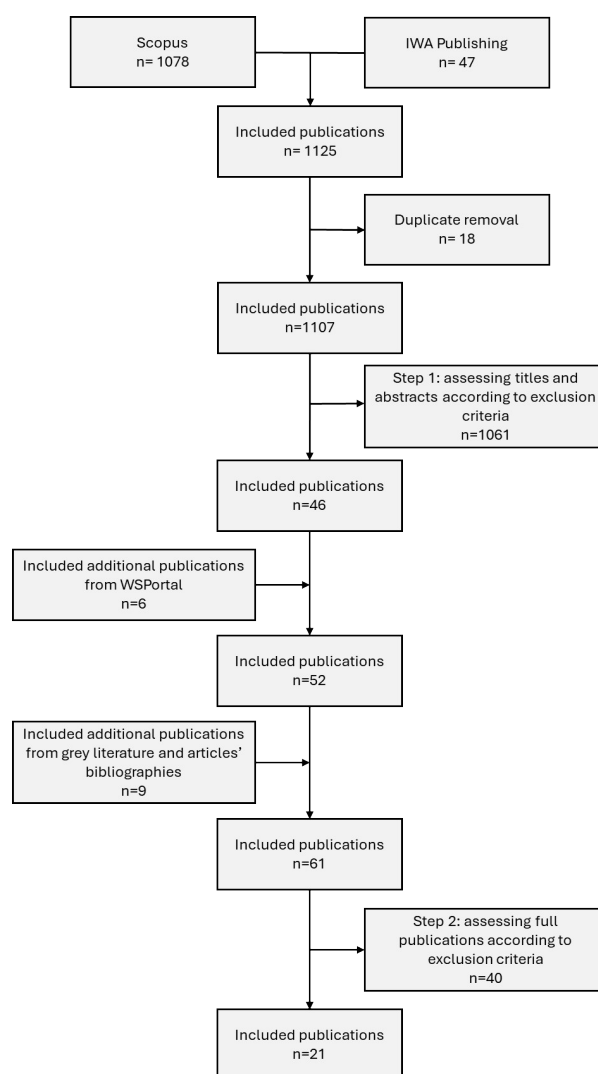 Scopus
n= 1078
IWA Publishing
n= 47
Included publications
n= 1125
Duplicate removal
n= 18
Included publications
n=1107
Step 1: assessing titles and
abstracts according to exclusion
criteria
n=1061
Included publications
n=46
Included additional publications
from WSPortal
n=6
Included publications
n=52
Included additional publications
from grey literature and articles’
bibliographies
n=9
Included publications
n=61
Step 2: assessing full
publications according to
exclusion criteria
n=40
Included publications
n=21